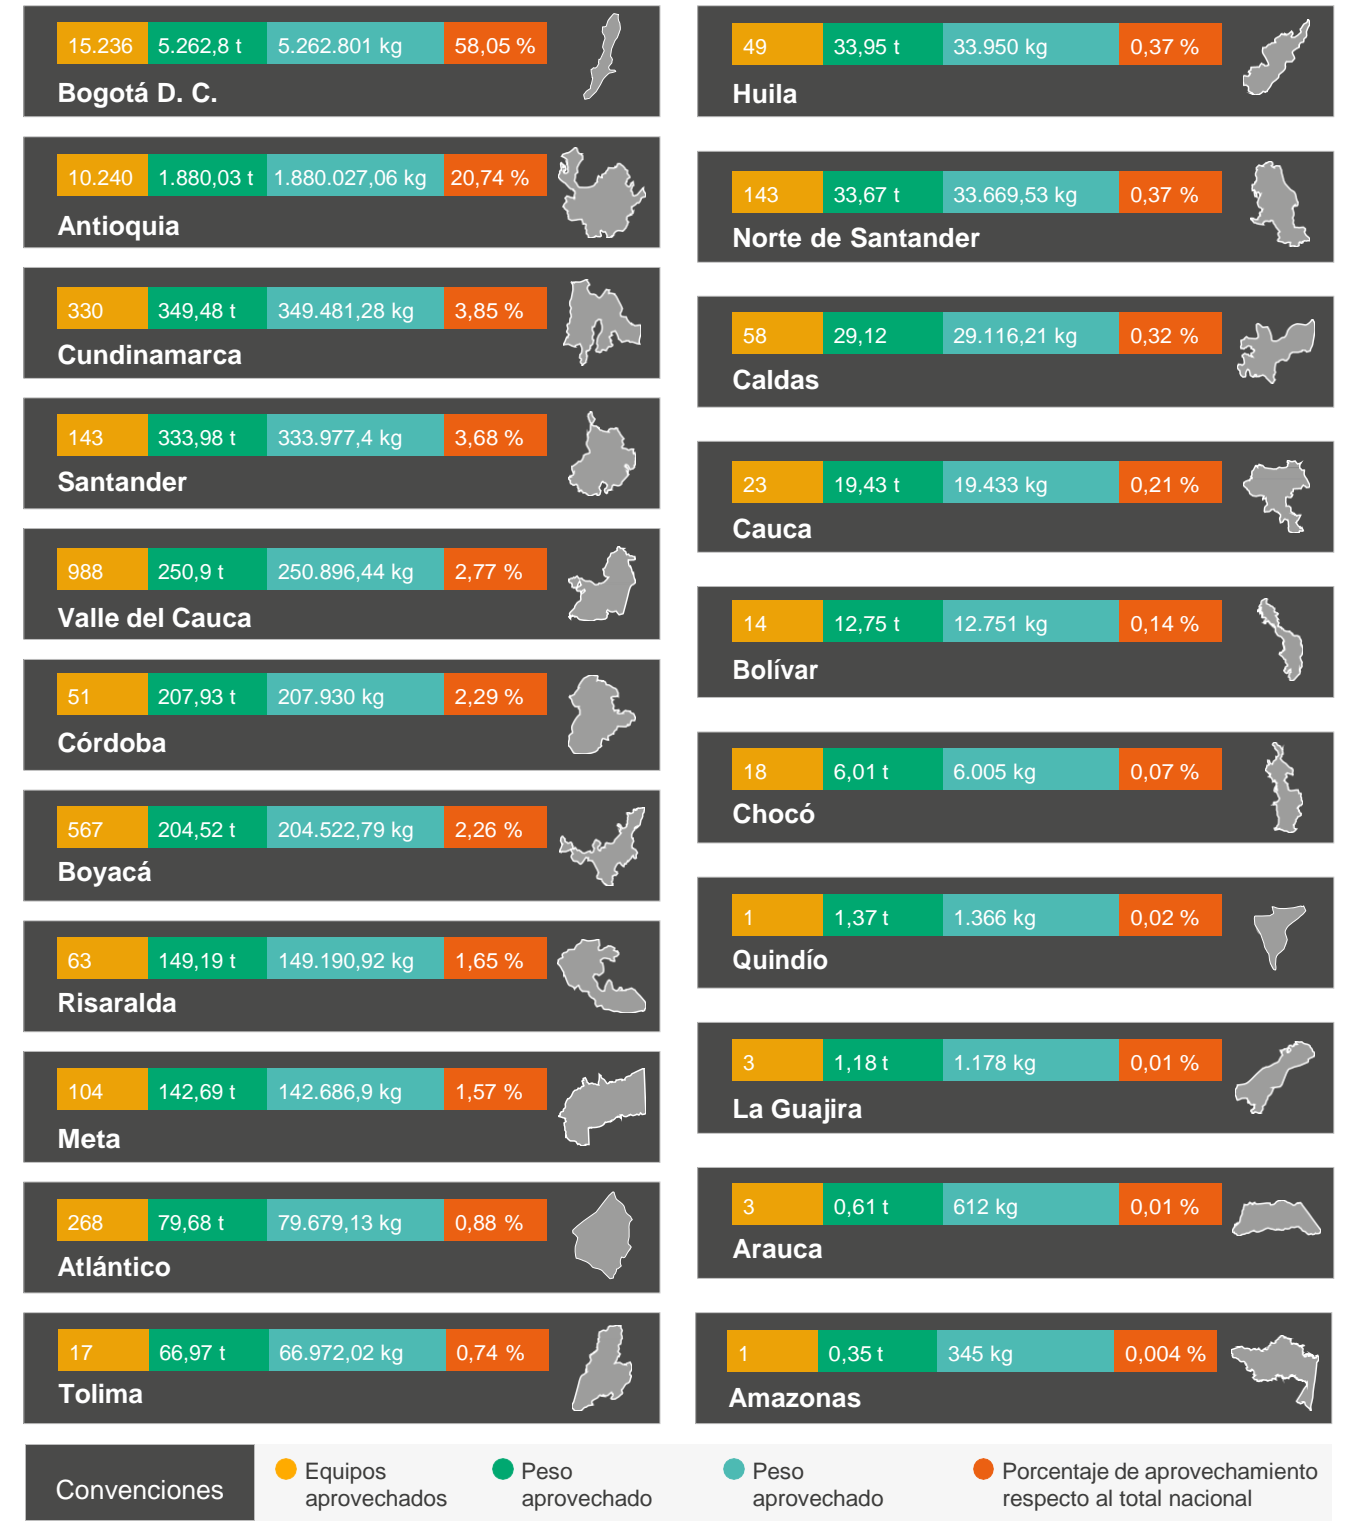 15.236 5.262,8 t 5.262.801 kg 58,05 %
Bogotá D. C.
10.240 1.880,03 t 1.880.027,06 kg 20,74 %
Antioquia
330 349,48 t 349.481,28 kg 3,85 %
Cundinamarca
143 333,98 t 333.977,4 kg 3,68 %
Santander
988 250,9 t 250.896,44 kg 2,77 %
Valle del Cauca
51 207,93 t 207.930 kg 2,29 %
Córdoba
567 204,52 t 204.522,79 kg 2,26 %
Boyacá
63 149,19 t 149.190,92 kg 1,65 %
Risaralda
104 142,69 t 142.686,9 kg 1,57 %
Meta
268 79,68 t 79.679,13 kg 0,88 %
Atlántico
17 66,97 t 66.972,02 kg 0,74 %
Tolima
49 33,95 t 33.950 kg 0,37 %
Huila
143 33,67 t 33.669,53 kg 0,37 %
Norte de Santander
58 29,12 29.116,21 kg 0,32 %
Caldas
23 19,43 t 19.433 kg 0,21 %
Cauca
14 12,75 t 12.751 kg 0,14 %
Bolívar
18 6,01 t 6.005 kg 0,07 %
Chocó
1 1,37 t 1.366 kg 0,02 %
Quindío
3 1,18 t 1.178 kg 0,01 %
La Guajira
3 0,61 t 612 kg 0,01 %
Arauca
1 0,35 t 345 kg 0,004 %
Amazonas
Convenciones
Equipos
aprovechados
Peso
aprovechado
Peso
aprovechado
Porcentaje de aprovechamiento
respecto al total nacional